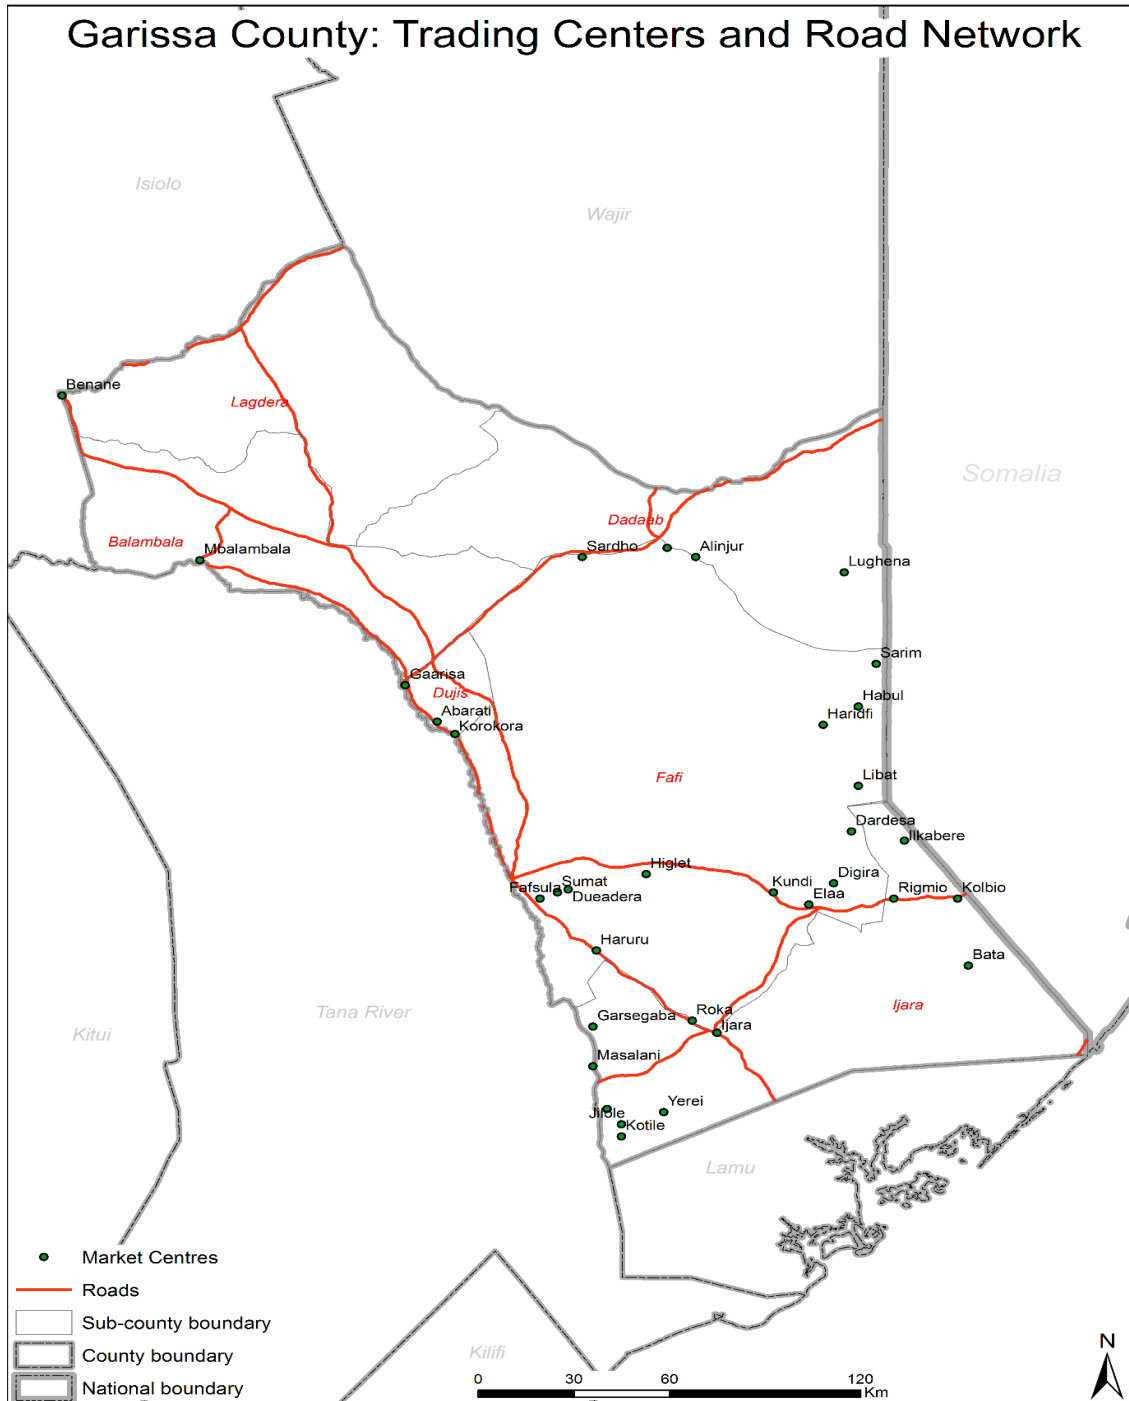 Garissa County: Trading Centers and Road Network
Isiolo
Wajir
Benane
Lagdera
Somalia
Dadaab
Balambala
Mbalambala
Sardho
Alinjur
Lughena
Sarim
Gaarisa
Dujis
Habul
Abarati
Haridfi
Korokora
Fafi
Libat
Dardesa
Ilkabere
Higlet
Digira
Sumat
Kundi
Fafsula
Rigmio
Kolbio
Dueadera
Elaa
Haruru
Bata
Ijara
Tana River
Roka
Garsegaba
Ijara
Kitui
Masalani
Yerei
Jilole
Kotile
Lamu
Market Centres
Roads
Sub-county boundary
County boundary
National boundary
Kilifi
N
0 30 60 120
Km